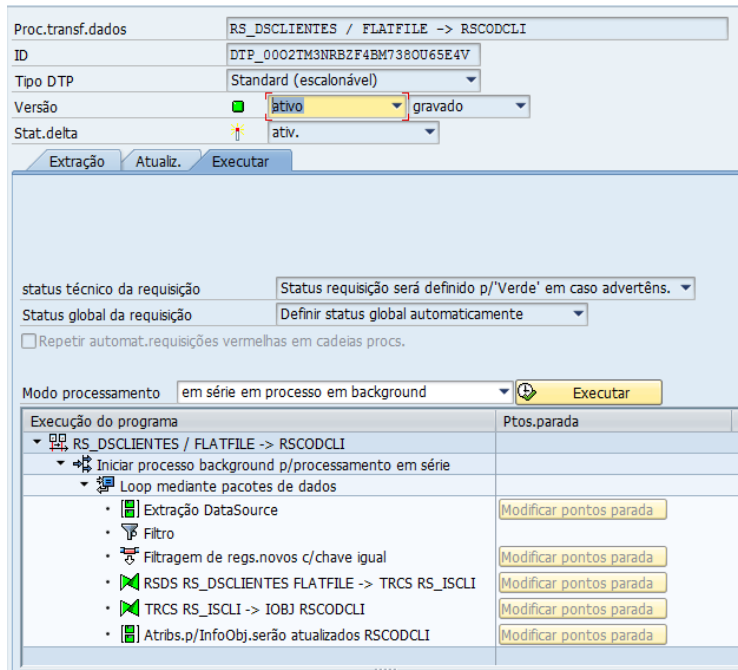 Proc.transf.dados RS_DSCLIENTES / FLATFILE -> RSCODCLI
ID DTP_00O2TM3NRBZF4BM738OU65E4V
Tipo DTP Standard (escalonável)
Versão ativo gravado
Stat.delta ativ.
Extração Atualiz. Executar
status técnico da requisição Status requisição será definido p/'Verde' em caso advertêns.
Status global da requisição Definir status global automaticamente
Repetir automat.requisições vermelhas em cadeias procs.
Modo processamento em série em processo em background Executar
Execução do programa Ptos.parada
RS_DSCLIENTES / FLATFILE -> RSCODCLI
Iniciar processo background p/processamento em série
Loop mediante pacotes de dados
Extração DataSource Modificar pontos parada
Filtro
Filtragem de regs.novos c/chave igual Modificar pontos parada
RSDS RS_DSCLIENTES FLATFILE -> TRCS RS_ISCLI Modificar pontos parada
TRCS RS_ISCLI -> IOBJ RSCODCLI Modificar pontos parada
Atribs.p/InfoObj.serão atualizados RSCODCLI Modificar pontos parada